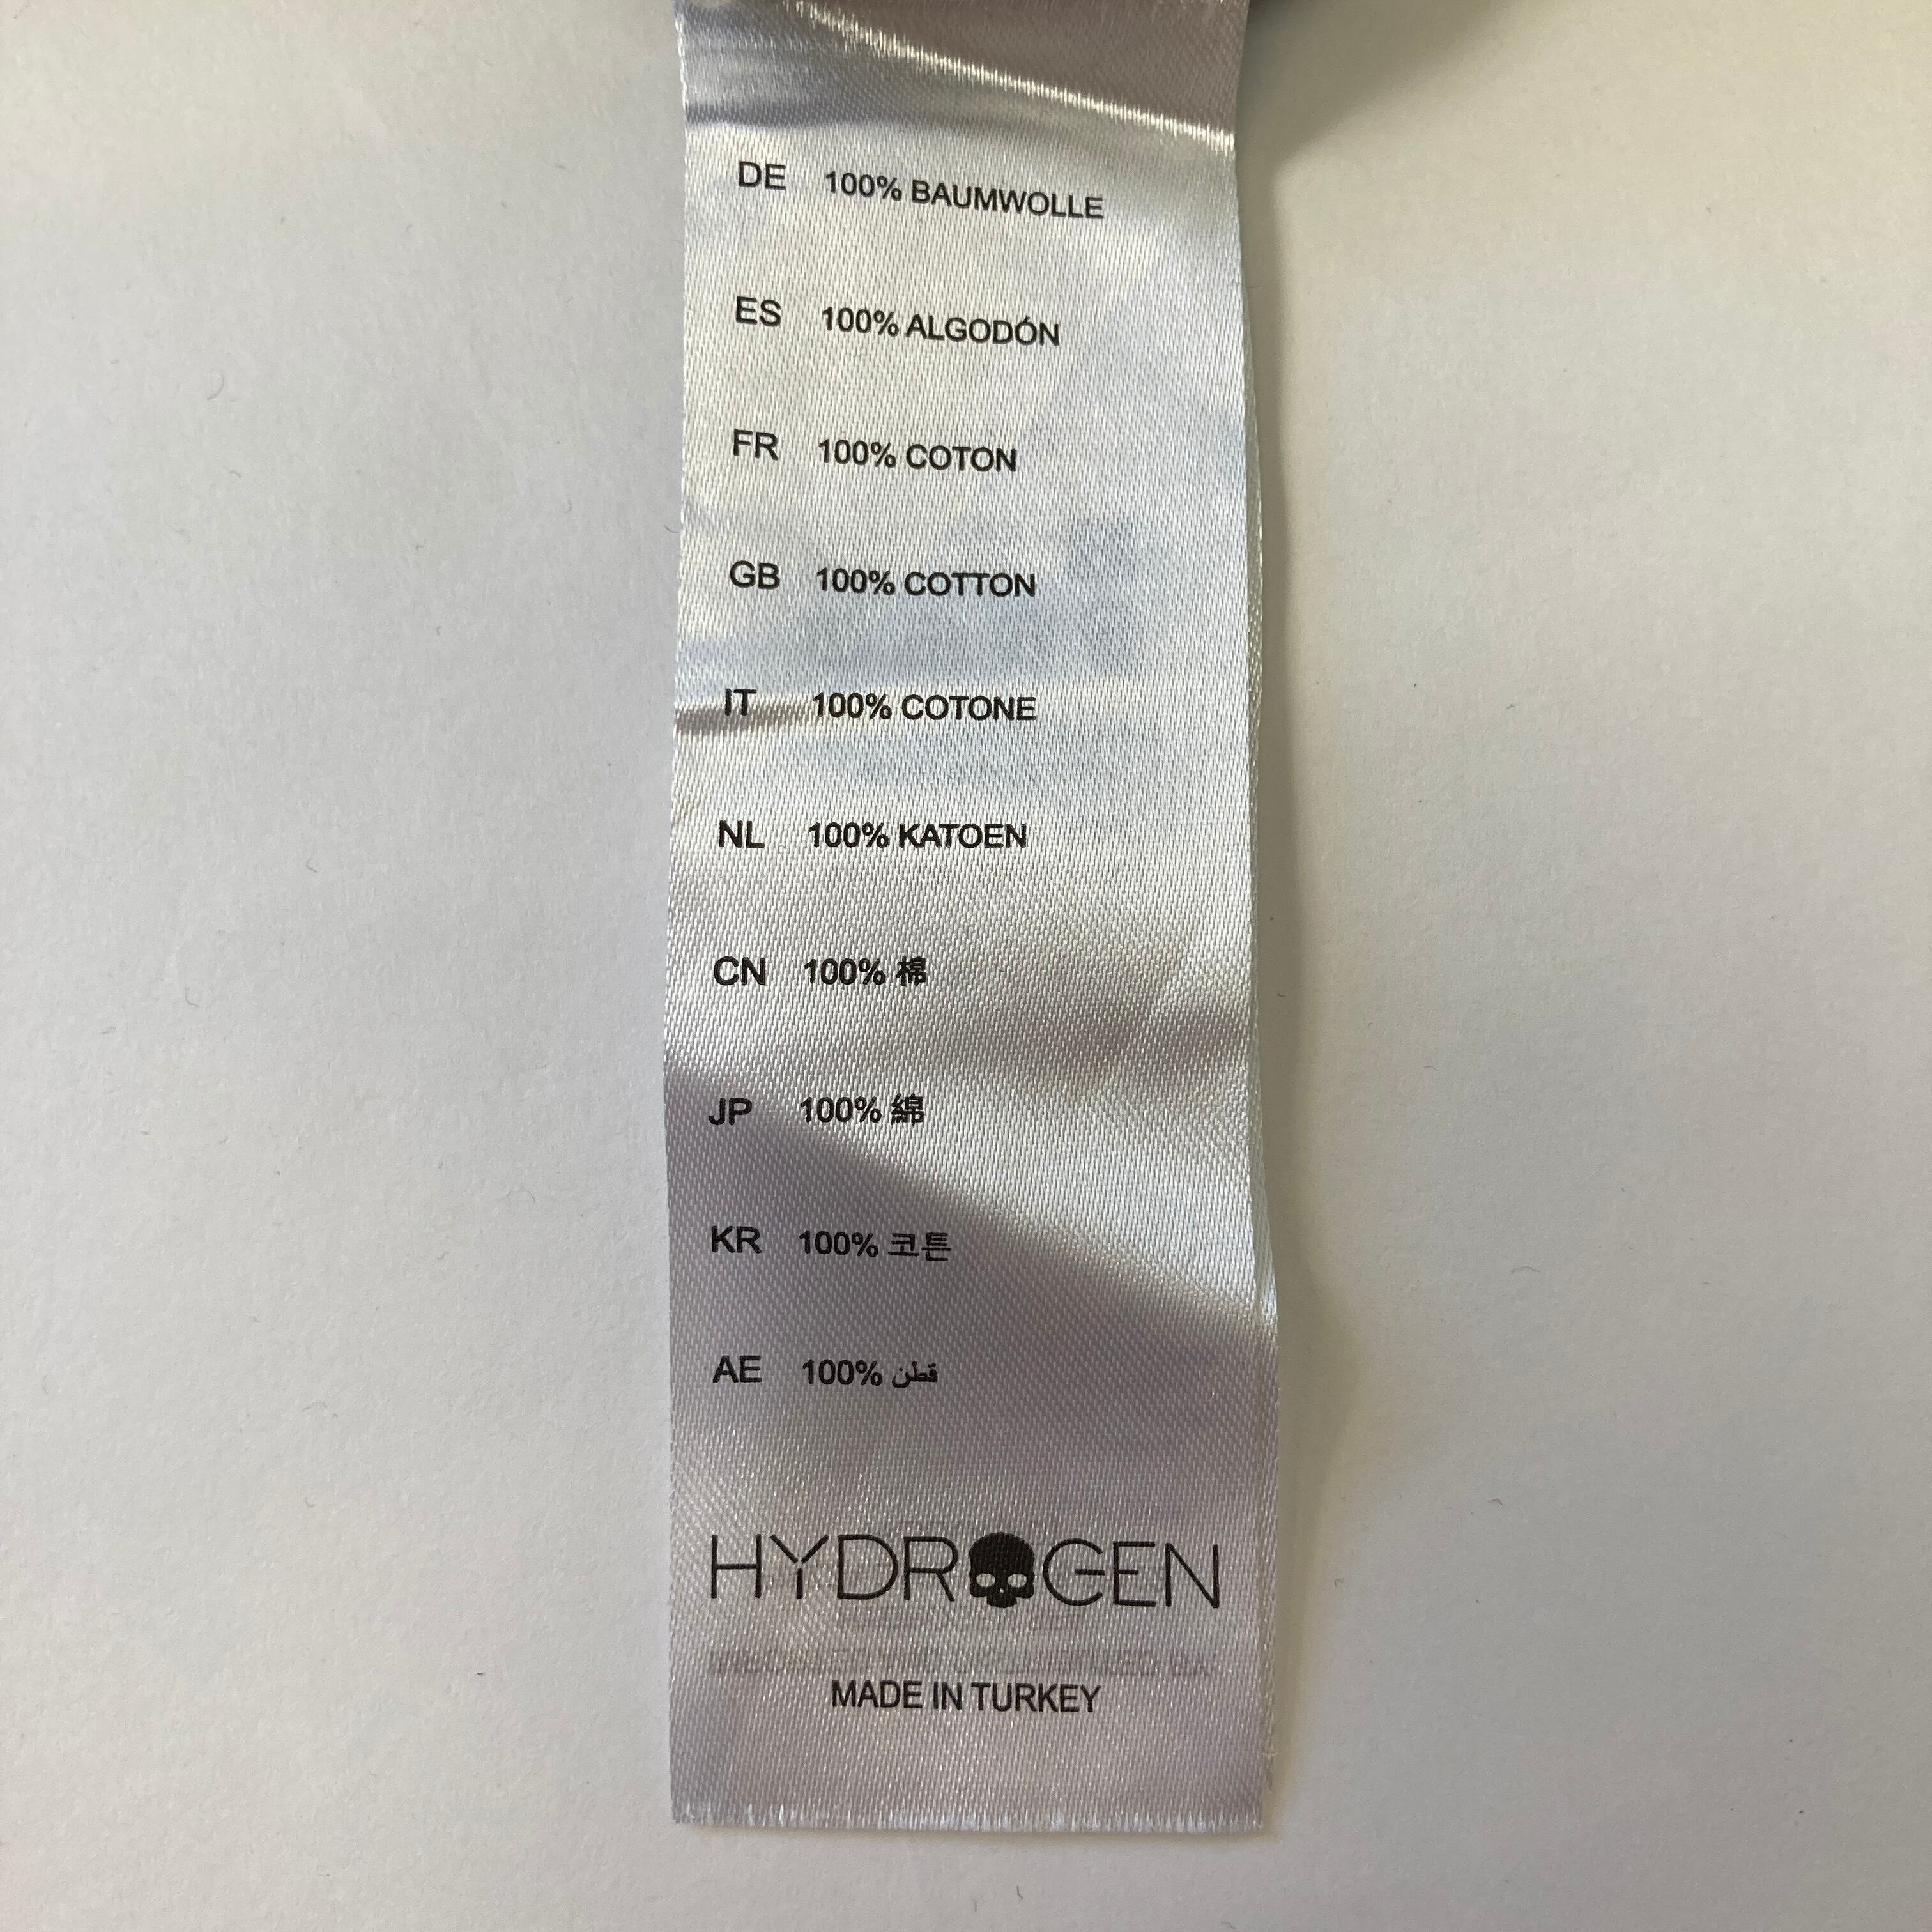 DE 100% BAUMWOLLE
ES 100% ALGODÓN
FR 100% COTON
GB 100% COTTON
IT 100% COTONE
NL 100% KATOEN
CN 100% 棉
JP 100% 綿
KR 100% 코튼
AE 100% قطن
HYDROGEN
MADE IN TURKEY